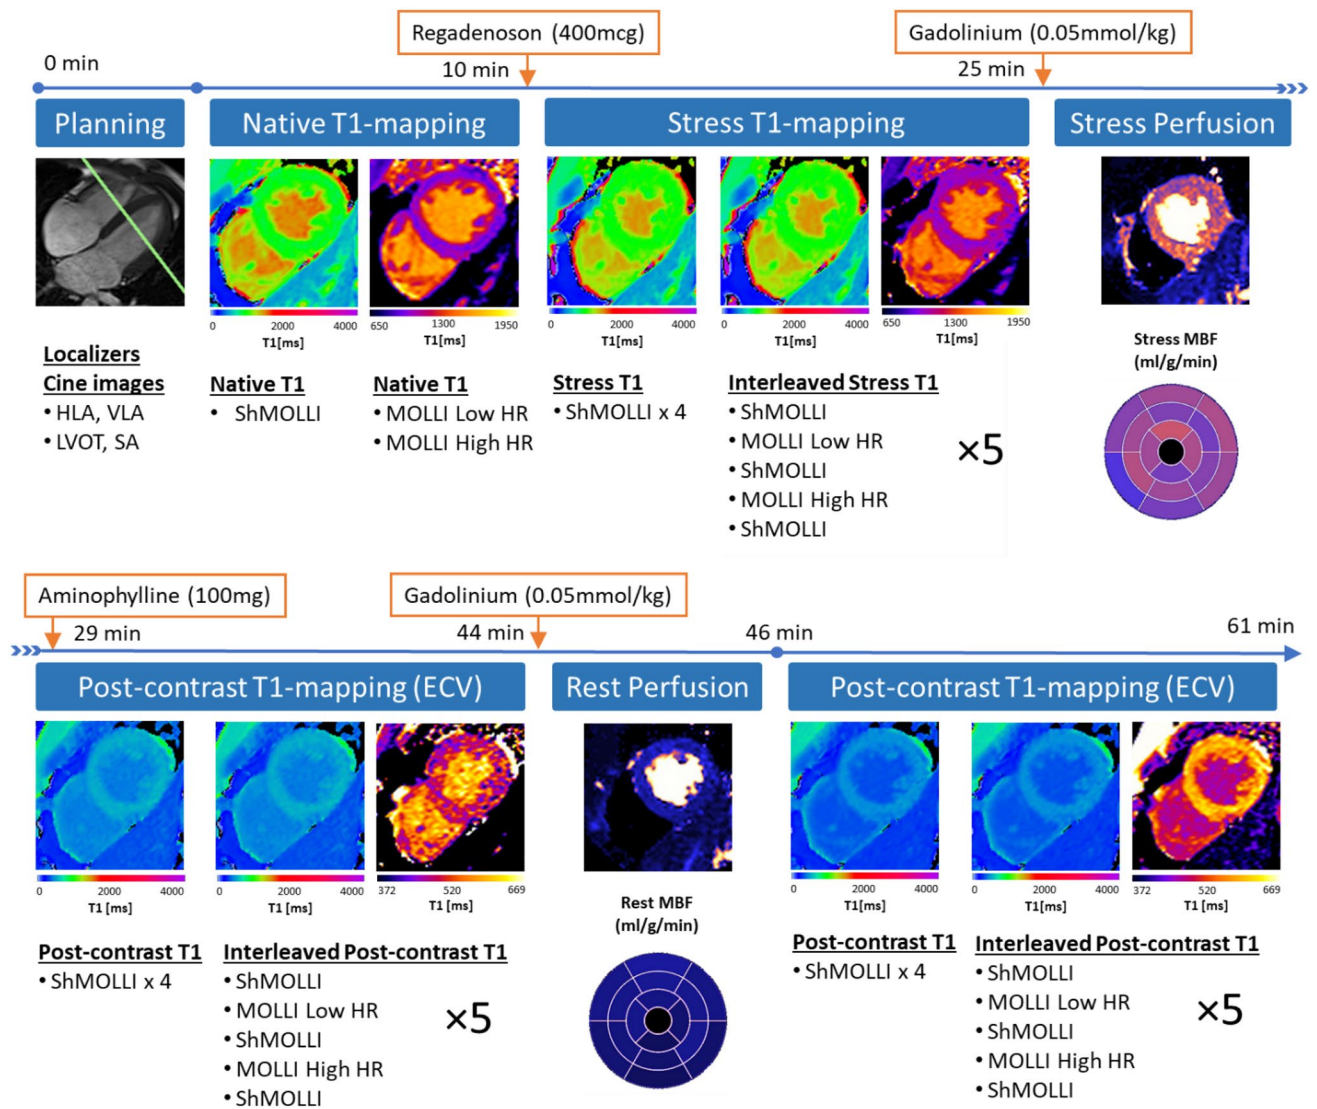 Regadenoson (400mcg)
Gadolinium (0.05mmol/kg)
0 min
10 min
25 min
Planning
Native T1-mapping
Stress T1-mapping
Stress Perfusion
0 2000 4000
T1[ms]
650 1300 1950
T1[ms]
0 2000 4000
T1[ms]
0 2000 4000
T1[ms]
650 1300 1950
T1[ms]
Localizers
Cine images
• HLA, VLA
• LVOT, SA
Native T1
• ShMOLLI
Native T1
• MOLLI Low HR
• MOLLI High HR
Stress T1
• ShMOLLI x 4
Interleaved Stress T1
• ShMOLLI
• MOLLI Low HR
• ShMOLLI
• MOLLI High HR
• ShMOLLI
×5
Stress MBF
(ml/g/min)
Aminophylline (100mg)
Gadolinium (0.05mmol/kg)
29 min
44 min
46 min
61 min
Post-contrast T1-mapping (ECV)
Rest Perfusion
Post-contrast T1-mapping (ECV)
0 2000 4000
T1 [ms]
0 2000 4000
T1 [ms]
372 520 669
T1 [ms]
Rest MBF
(ml/g/min)
0 2000 4000
T1[ms]
0 2000 4000
T1[ms]
372 520 669
T1 [ms]
Post-contrast T1
• ShMOLLI x 4
Interleaved Post-contrast T1
• ShMOLLI
• MOLLI Low HR
• ShMOLLI
• MOLLI High HR
• ShMOLLI
×5
Post-contrast T1
• ShMOLLI x 4
Interleaved Post-contrast T1
• ShMOLLI
• MOLLI Low HR
• ShMOLLI
• MOLLI High HR
• ShMOLLI
×5